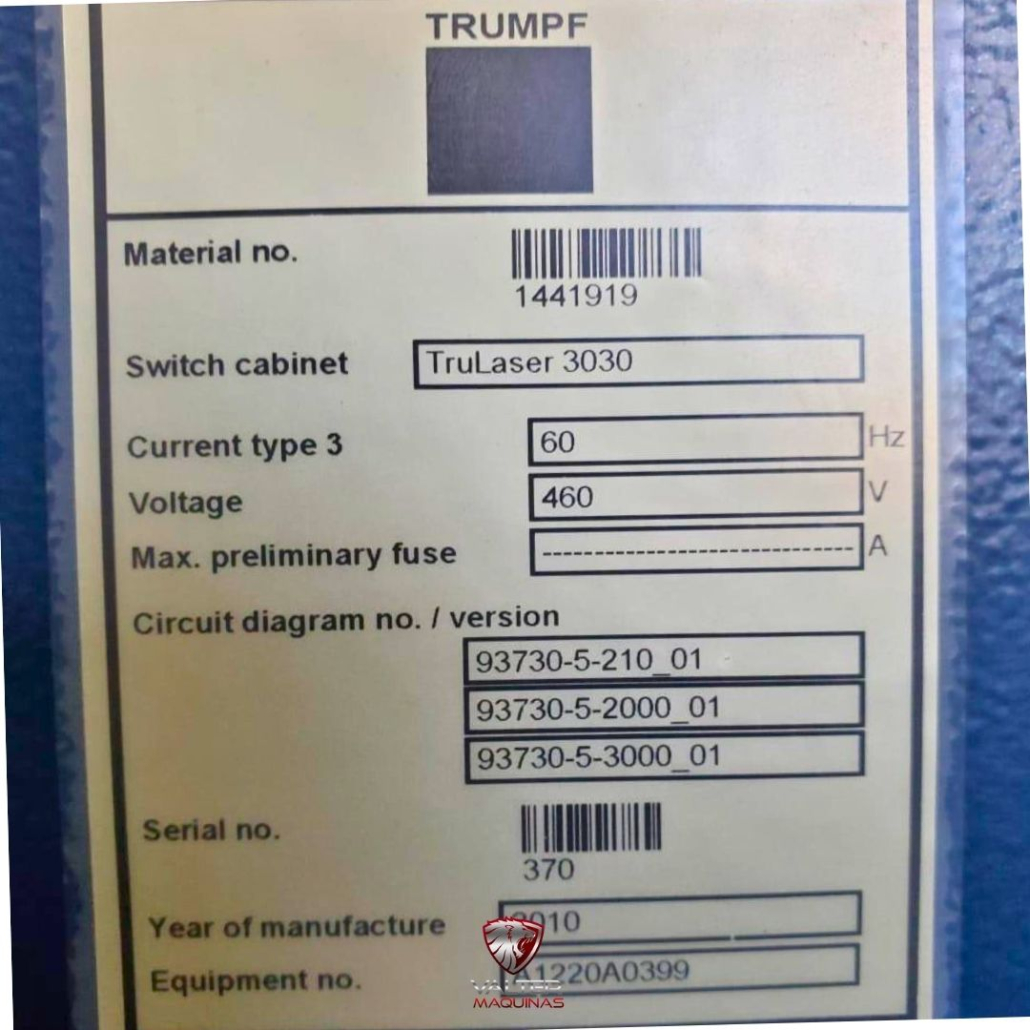 TRUMPF
Material no.
1441919
Switch cabinet TruLaser 3030
Current type 3 60 Hz
Voltage 460 V
Max. preliminary fuse ----------------------------- A
Circuit diagram no. / version
93730-5-210_01
93730-5-2000_01
93730-5-3000_01
Serial no.
370
Year of manufacture 2010
Equipment no. A1220A0399
MAQUINAS